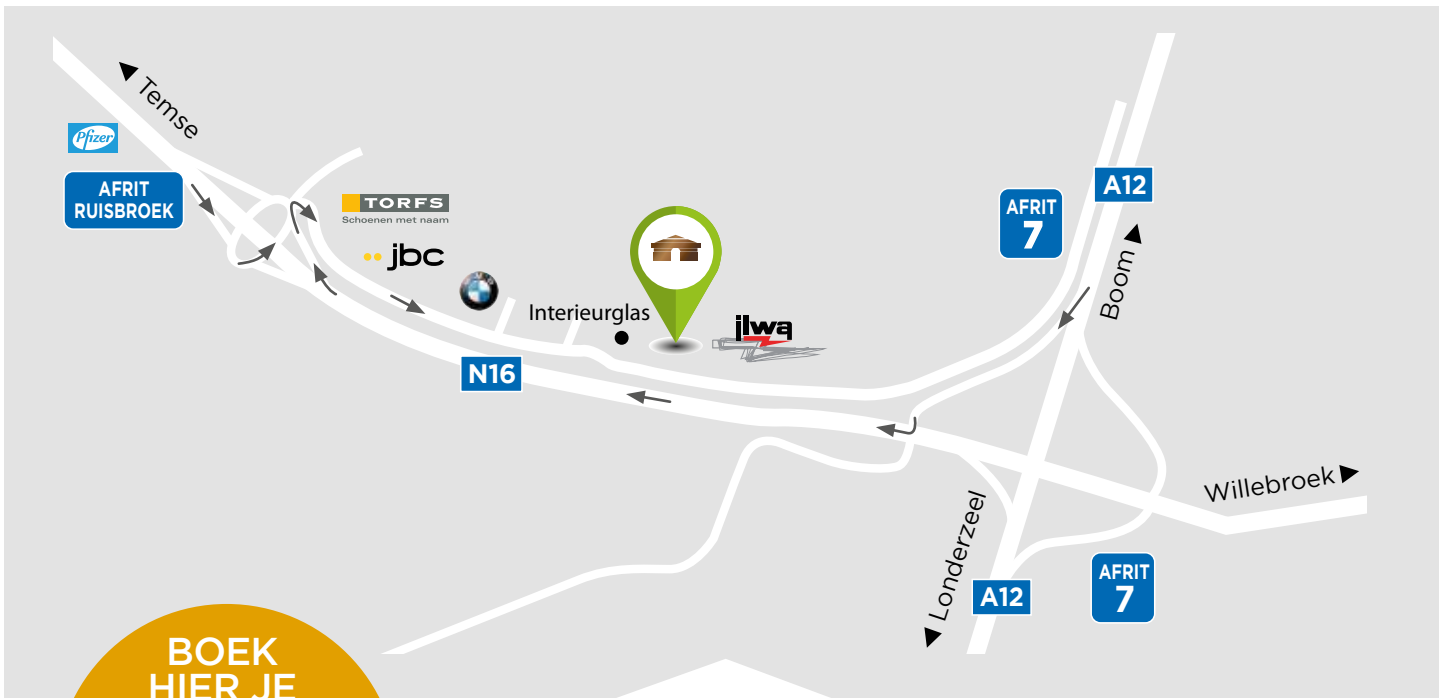 Temse
Pfizer
AFRIT
RUISBROEK
TORFS
Schoenen met naam
jbc
Interieurglas
jlwa
N16
AFRIT
7
A12
Boom
Willebroek
Londerzeel
A12
AFRIT
7
BOEK
HIER JE